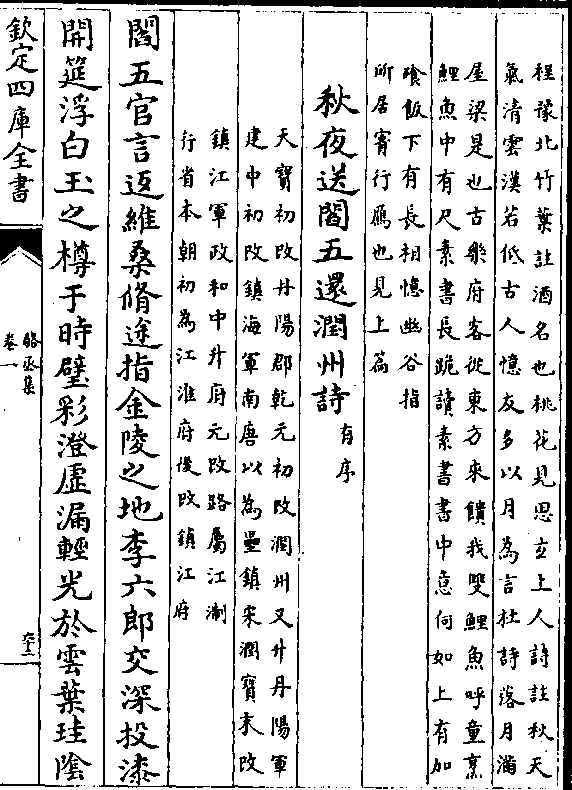 程豫北竹葉註酒名也桃花見思玄上人詩註秋天
氣清雲漢若低古人憶友多以月為言杜詩落月滿
屋梁是也古樂府客從東方來饋我雙鯉魚呼童烹
鯉魚中有尺素書長跪讀素書書中意何如上有加
飱飯下有長相憶幽谷指
所居賓行雁也見上篇
秋夜送閻五還潤州詩有序
天寶初改丹陽郡乾元初改潤州又升丹陽軍
建中初改鎮海軍南唐以為重鎮宋潤寶末改
鎮江軍政和中升府元改路屬江淛
行省本朝初為江淮府後改鎮江府
閻五官言返維桑脩途指金陵之地李六郎交深投漆
開筵浮白玉之樽于時璧彩澄虛漏輕光於雲葉珪陰
欽定四庫全書
駱丞集
卷一